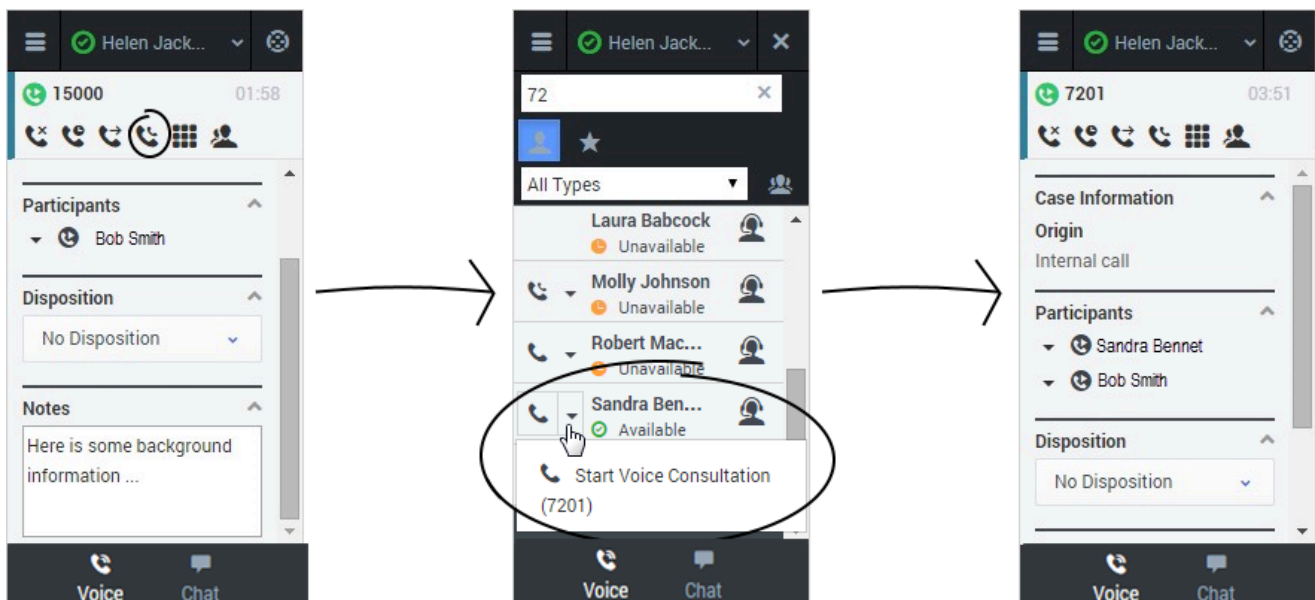 Helen Jack...
15000 01:58
Participants
Bob Smith
Disposition
No Disposition
Notes
Here is some background
information ...
Voice Chat
Helen Jack...
72
All Types
Laura Babcock
Unavailable
Molly Johnson
Unavailable
Robert Mac...
Unavailable
Sandra Ben...
Available
Start Voice Consultation
(7201)
Voice Chat
Helen Jack...
7201 03:51
Case Information
Origin
Internal call
Participants
Sandra Bennet
Bob Smith
Disposition
No Disposition
Voice Chat